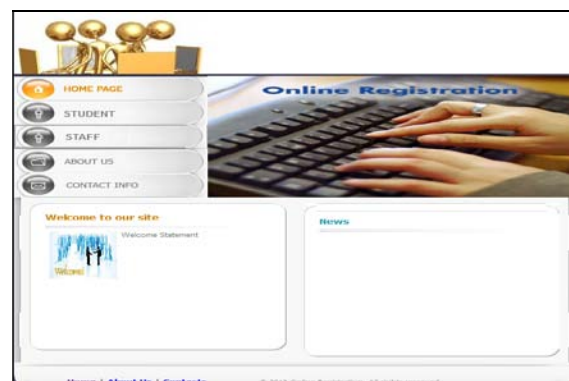 HOME PAGE
Online Registration
STUDENT
STAFF
ABOUT US
CONTACT INFO
Welcome to our site
News
Welcome Statement
Welcome!
Home | About Us | Contacts